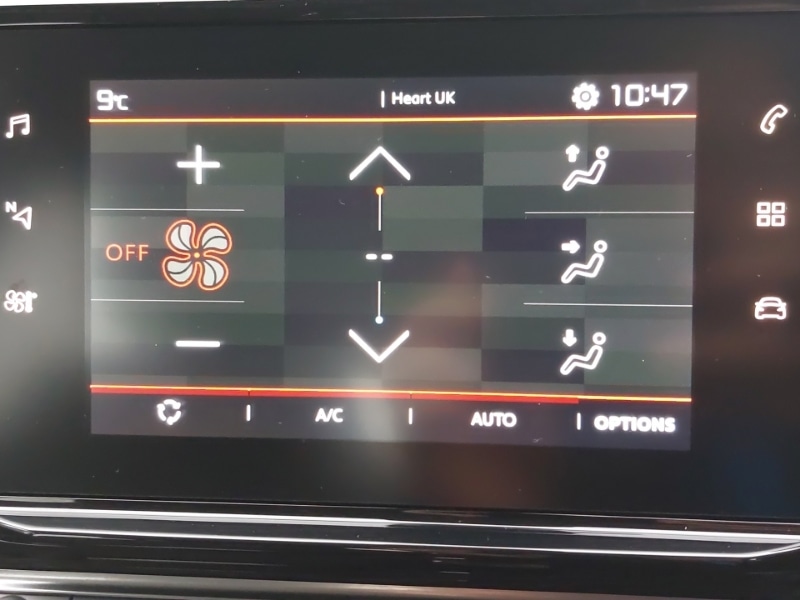 9°C
Heart UK
10:47
N
OFF
--
A/C
AUTO
OPTIONS